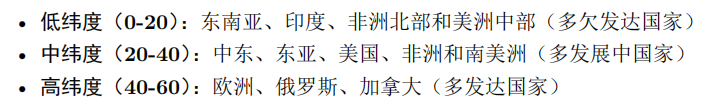 • 低纬度（0-20）：东南亚、印度、非洲北部和美洲中部（多欠发达国家）
• 中纬度（20-40）：中东、东亚、美国、非洲和南美洲（多发展中国家）
• 高纬度（40-60）：欧洲、俄罗斯、加拿大（多发达国家）